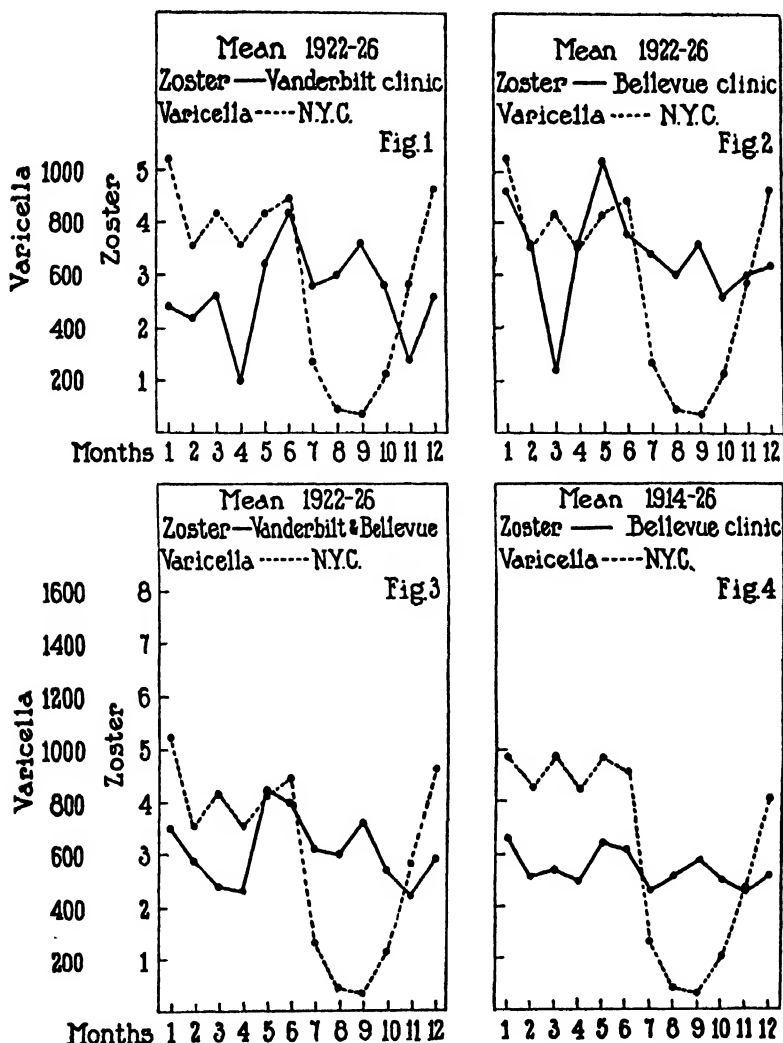 Mean 1922-26
Zoster — Vanderbilt clinic
Varicella ----- N.Y.C.
Fig.1
Varicella
1000
800
600
400
200
Zoster
5
4
3
2
1
Months 1 2 3 4 5 6 7 8 9 10 11 12
Mean 1922-26
Zoster — Bellevue clinic
Varicella ----- N.Y.C.
Fig.2
1 2 3 4 5 6 7 8 9 10 11 12
Mean 1922-26
Zoster — Vanderbilt & Bellevue
Varicella ----- N.Y.C.
Fig.3
Varicella
1600
1400
1200
1000
800
600
400
200
Zoster
8
7
6
5
4
3
2
1
Months 1 2 3 4 5 6 7 8 9 10 11 12
Mean 1914-26
Zoster — Bellevue clinic
Varicella ----- N.Y.C.
Fig.4
1 2 3 4 5 6 7 8 9 10 11 12